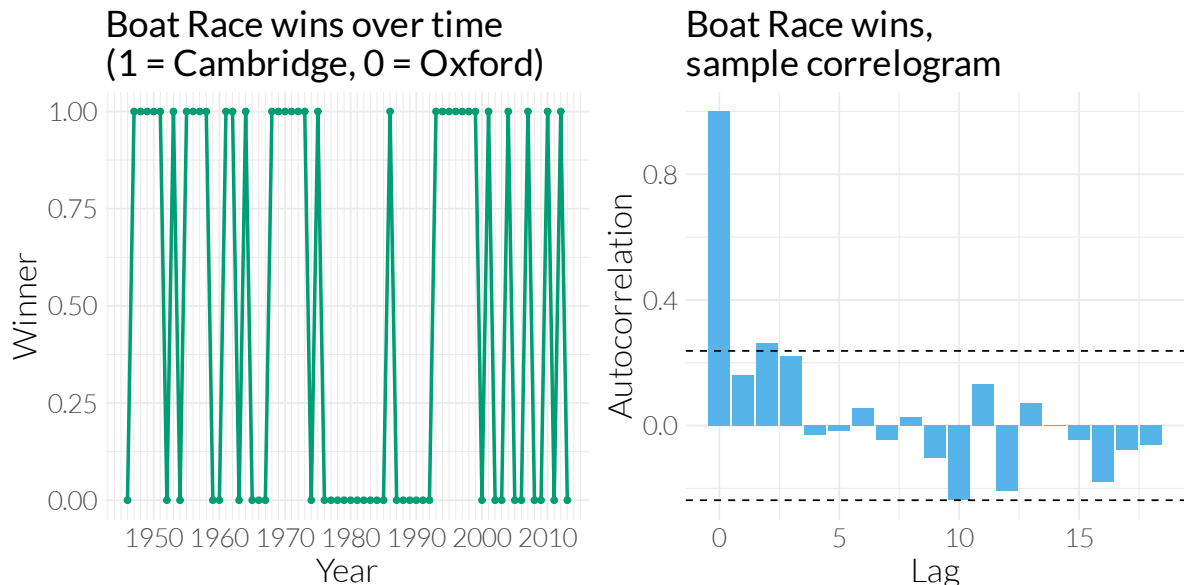 Boat Race wins over time
(1 = Cambridge, 0 = Oxford)
1.00
0.75
0.50
0.25
0.00
Winner
1950 1960 1970 1980 1990 2000 2010
Year
Boat Race wins,
sample correlogram
0.8
0.4
0.0
Autocorrelation
0 5 10 15
Lag